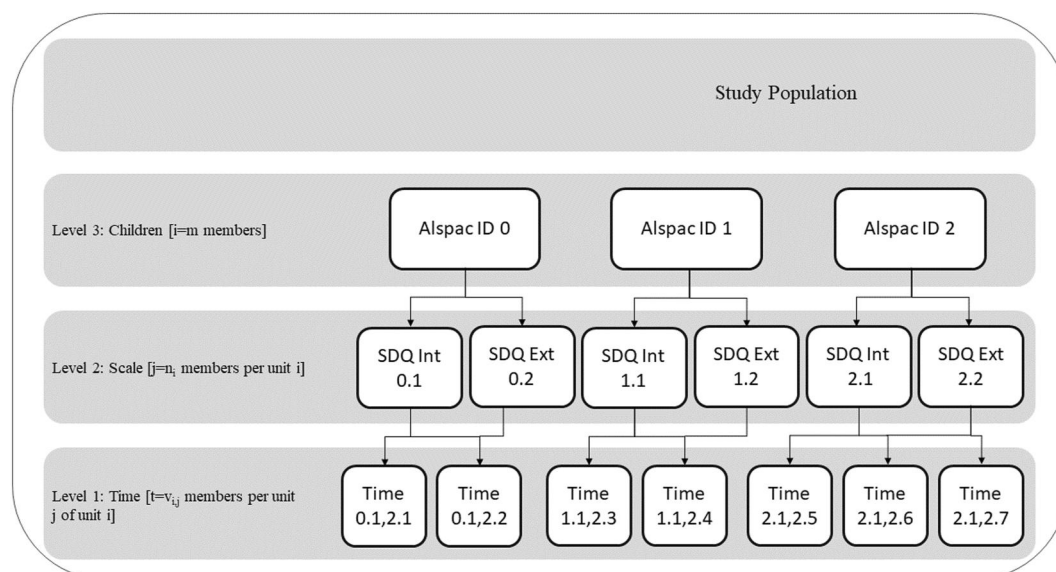 Study Population
Level 3: Children [i=m members]
Alspac ID 0
Alspac ID 1
Alspac ID 2
Level 2: Scale [j=nᵢ members per unit i]
SDQ Int
0.1
SDQ Ext
0.2
SDQ Int
1.1
SDQ Ext
1.2
SDQ Int
2.1
SDQ Ext
2.2
Level 1: Time [t=vᵢ,ⱼ members per unit
j of unit i]
Time
0.1,2.1
Time
0.1,2.2
Time
1.1,2.3
Time
1.1,2.4
Time
2.1,2.5
Time
2.1,2.6
Time
2.1,2.7